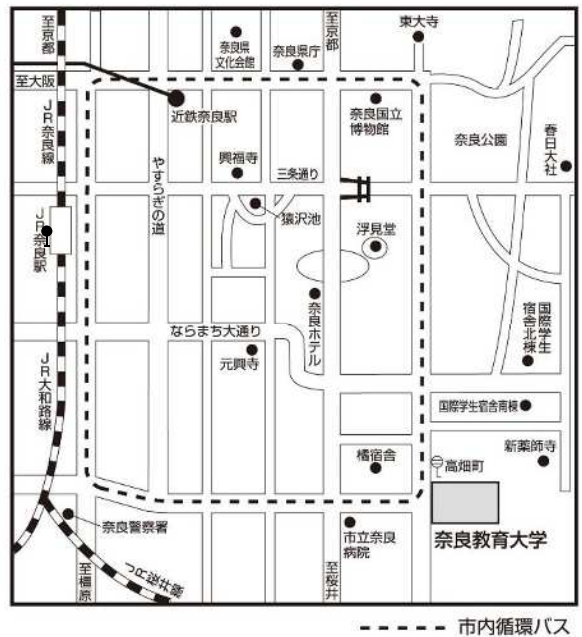 至京都
至京都
東大寺
奈良県
文化会館
奈良県庁
至大阪
近鉄奈良駅
奈良国立
博物館
奈良公園
春日大社
JR奈良線
やすらぎの道
興福寺
三条通り
猿沢池
浮見堂
JR奈良駅
奈良ホテル
国際学生
宿舎北棟
ならまち大通り
元興寺
JR大和路線
国際学生宿舎南棟
橘宿舎
高畑町
新薬師寺
奈良警察署
市立奈良
病院
奈良教育大学
至橿原
JR桜井線
至桜井
市内循環バス